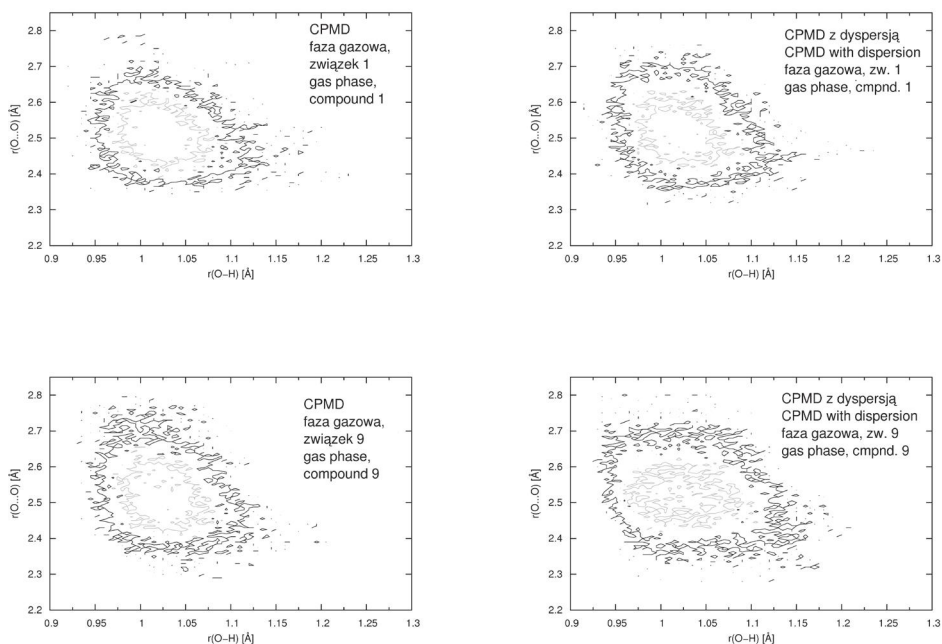 CPMD
faza gazowa,
związek 1
gas phase,
compound 1
r(O...O) [Å]
2.8
2.7
2.6
2.5
2.4
2.3
2.2
0.9 0.95 1 1.05 1.1 1.15 1.2 1.25 1.3
r(O−H) [Å]
CPMD z dyspersją
CPMD with dispersion
faza gazowa, zw. 1
gas phase, cmpnd. 1
r(O...O) [Å]
2.8
2.7
2.6
2.5
2.4
2.3
2.2
0.9 0.95 1 1.05 1.1 1.15 1.2 1.25 1.3
r(O−H) [Å]
CPMD
faza gazowa,
związek 9
gas phase,
compound 9
r(O...O) [Å]
2.8
2.7
2.6
2.5
2.4
2.3
2.2
0.9 0.95 1 1.05 1.1 1.15 1.2 1.25 1.3
r(O−H) [Å]
CPMD z dyspersją
CPMD with dispersion
faza gazowa, zw. 9
gas phase, cmpnd. 9
r(O...O) [Å]
2.8
2.7
2.6
2.5
2.4
2.3
2.2
0.9 0.95 1 1.05 1.1 1.15 1.2 1.25 1.3
r(O−H) [Å]